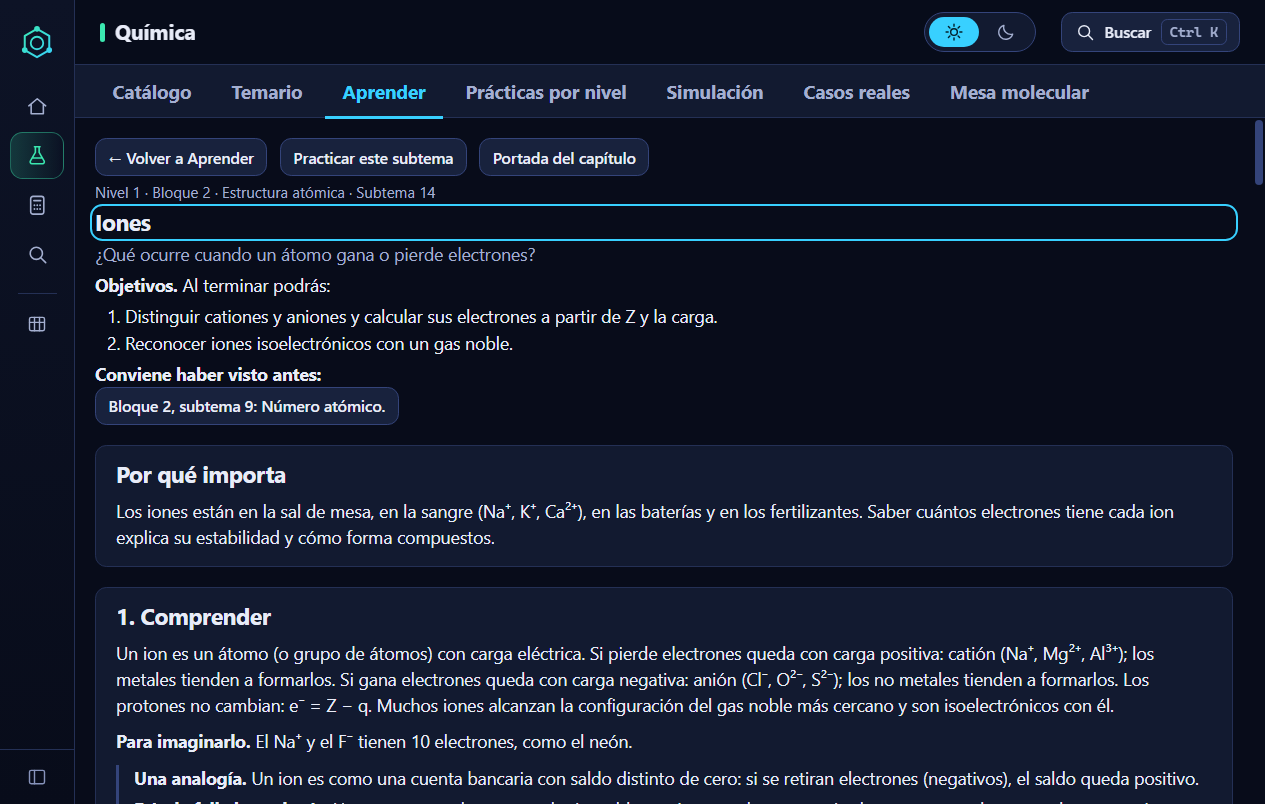 Química
Buscar Ctrl K
Catálogo Temario Aprender Prácticas por nivel Simulación Casos reales Mesa molecular
← Volver a Aprender Practicar este subtema Portada del capítulo
Nivel 1 · Bloque 2 · Estructura atómica · Subtema 14
Iones
¿Qué ocurre cuando un átomo gana o pierde electrones?
Objetivos. Al terminar podrás:
1. Distinguir cationes y aniones y calcular sus electrones a partir de Z y la carga.
2. Reconocer iones isoelectrónicos con un gas noble.
Conviene haber visto antes:
Bloque 2, subtema 9: Número atómico.
Por qué importa
Los iones están en la sal de mesa, en la sangre (Na⁺, K⁺, Ca²⁺), en las baterías y en los fertilizantes. Saber cuántos electrones tiene cada ion
explica su estabilidad y cómo forma compuestos.
1. Comprender
Un ion es un átomo (o grupo de átomos) con carga eléctrica. Si pierde electrones queda con carga positiva: catión (Na⁺, Mg²⁺, Al³⁺); los
metales tienden a formarlos. Si gana electrones queda con carga negativa: anión (Cl⁻, O²⁻, S²⁻); los no metales tienden a formarlos. Los
protones no cambian: e⁻ = Z − q. Muchos iones alcanzan la configuración del gas noble más cercano y son isoelectrónicos con él.
Para imaginarlo. El Na⁺ y el F⁻ tienen 10 electrones, como el neón.
Una analogía. Un ion es como una cuenta bancaria con saldo distinto de cero: si se retiran electrones (negativos), el saldo queda positivo.